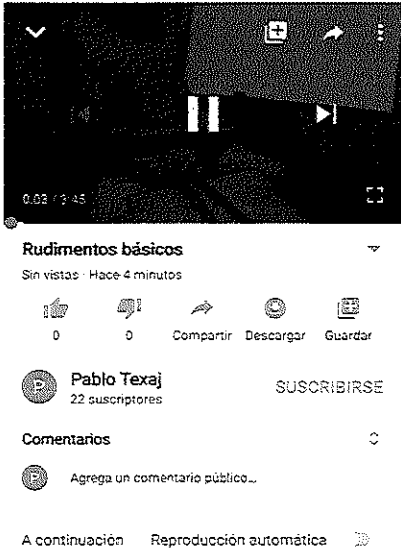 0:03 / 3:45
Rudimentos básicos
Sin vistas · Hace 4 minutos
0 0 Compartir Descargar Guardar
P Pablo Texaj SUSCRIBIRSE
22 suscriptores
Comentarios
P Agrega un comentario público...
A continuación Reproducción automática